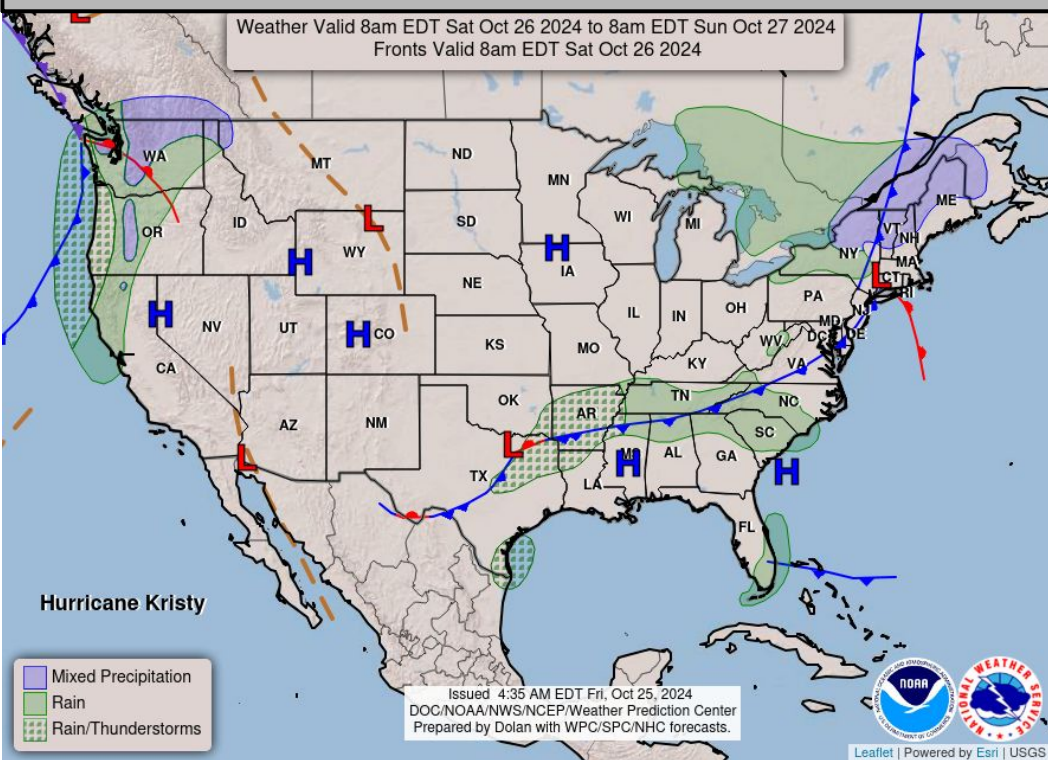 Weather Valid 8am EDT Sat Oct 26 2024 to 8am EDT Sun Oct 27 2024
Fronts Valid 8am EDT Sat Oct 26 2024
L
WA
MT
ND
MN
ME
OR
ID
WY
L
SD
WI
MI
VT
NH
NY
MA
H
H
IA
L
CT
RI
NE
PA
NJ
H
NV
UT
H
CO
IL
IN
OH
MD
DC
DE
KS
MO
WV
VA
CA
KY
AZ
NM
OK
AR
TN
NC
SC
L
L
TX
MS
H
AL
GA
H
LA
FL
Hurricane Kristy
Mixed Precipitation
Rain
Rain/Thunderstorms
Issued 4:35 AM EDT Fri, Oct 25, 2024
DOC/NOAA/NWS/NCEP/Weather Prediction Center
Prepared by Dolan with WPC/SPC/NHC forecasts.
NOAA
NATIONAL WEATHER SERVICE
Leaflet | Powered by Esri | USGS